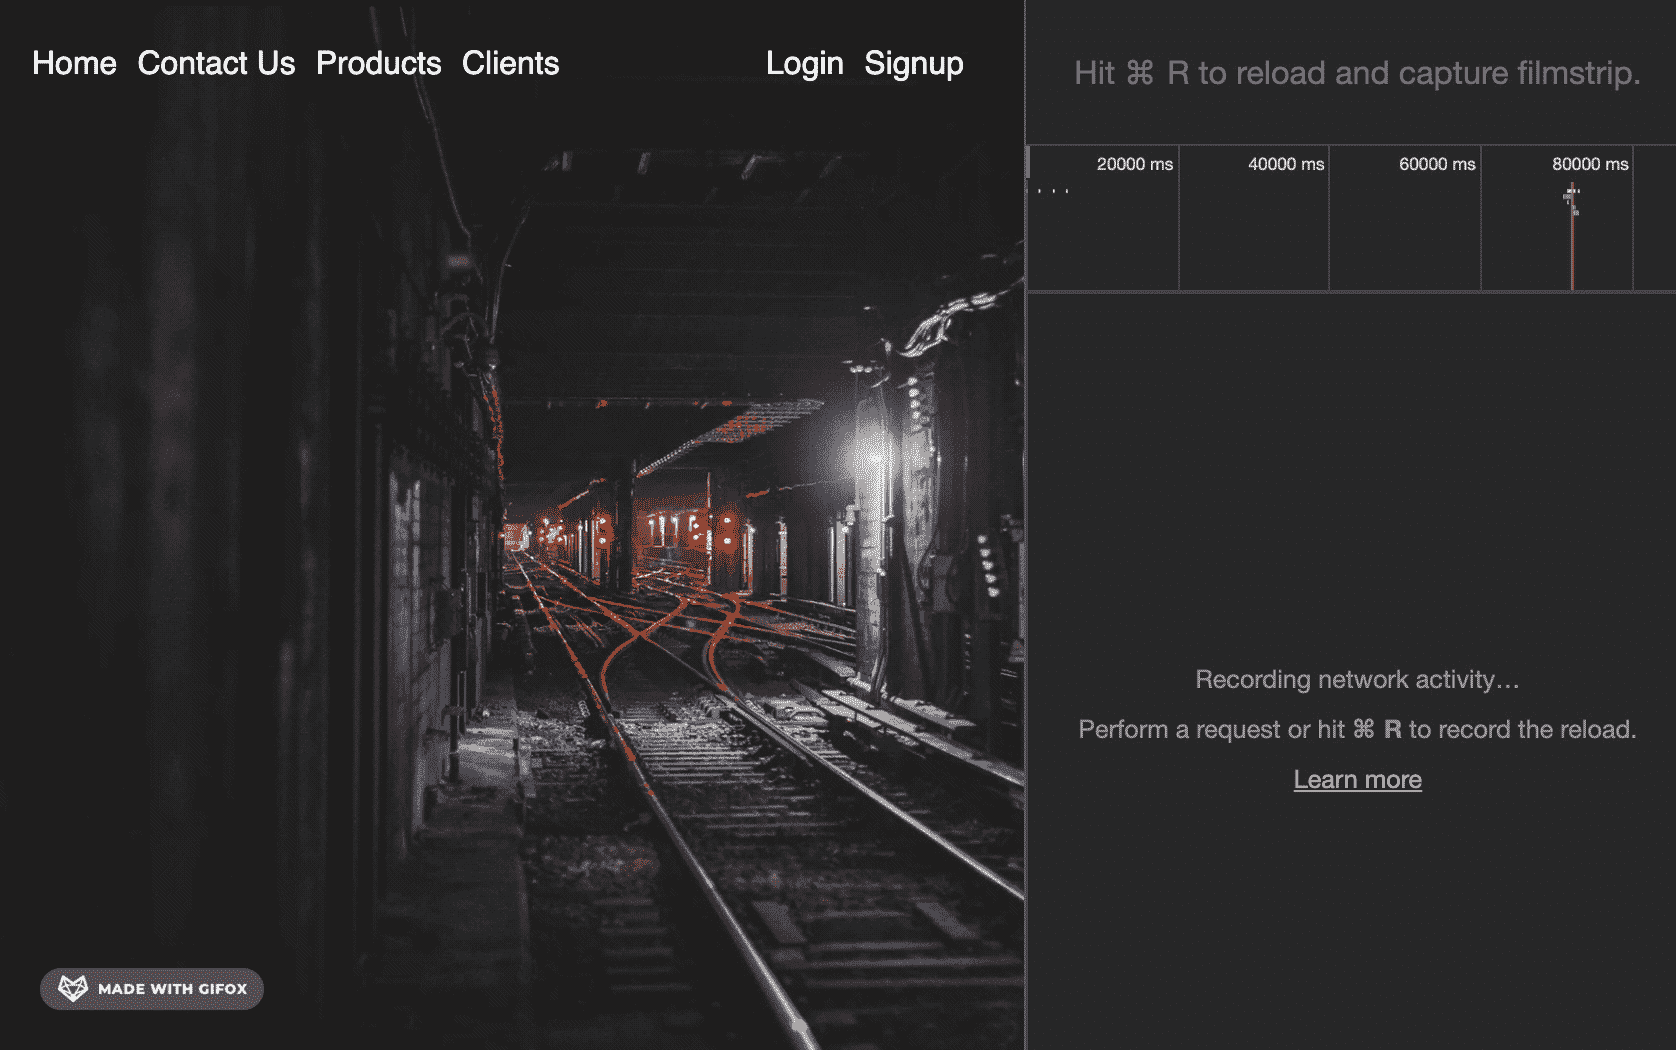 Home Contact Us Products Clients Login Signup
Hit ⌘ R to reload and capture filmstrip.
20000 ms 40000 ms 60000 ms 80000 ms
Recording network activity…
Perform a request or hit ⌘ R to record the reload.
Learn more
MADE WITH GIFOX